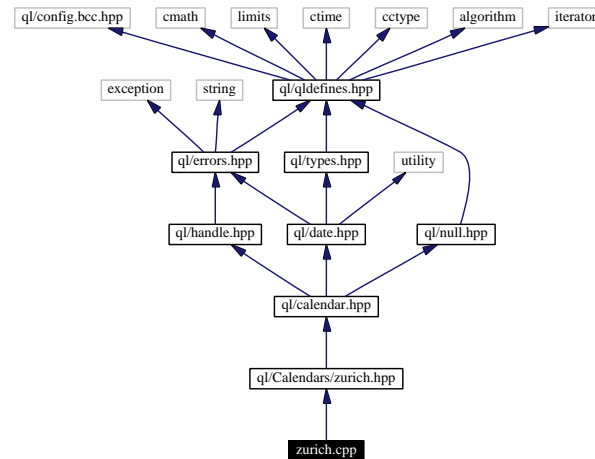 ql/config.bcc.hpp cmath limits ctime cctype algorithm iterator
exception string ql/qldefines.hpp
ql/errors.hpp ql/types.hpp utility
ql/handle.hpp ql/date.hpp ql/null.hpp
ql/calendar.hpp
ql/Calendars/zurich.hpp
zurich.cpp